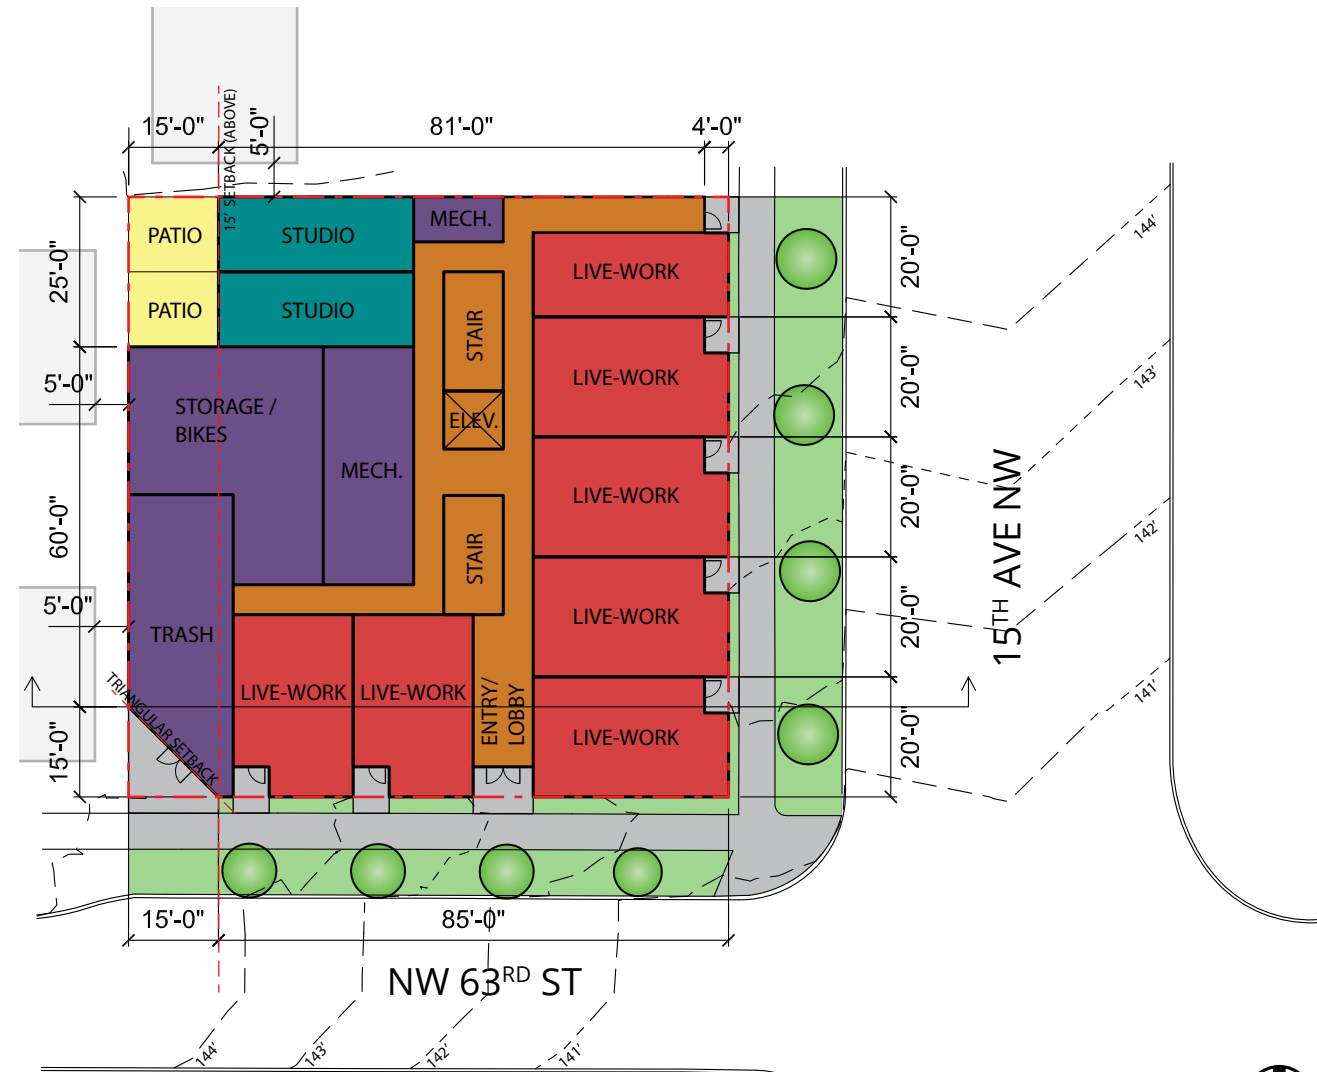 15'-0"
81'-0"
4'-0"
5'-0"
15' SETBACK (ABOVE)
PATIO
STUDIO
MECH.
LIVE-WORK
20'-0"
144'
25'-0"
PATIO
STUDIO
STAIR
LIVE-WORK
20'-0"
143'
5'-0"
STORAGE /
BIKES
ELEV.
MECH.
LIVE-WORK
20'-0"
15TH AVE NW
142'
60'-0"
STAIR
5'-0"
TRASH
LIVE-WORK
20'-0"
141'
TRIANGULAR SETBACK
LIVE-WORK
LIVE-WORK
ENTRY/
LOBBY
LIVE-WORK
20'-0"
15'-0"
15'-0"
85'-0"
NW 63RD ST
144'
143'
142'
141'